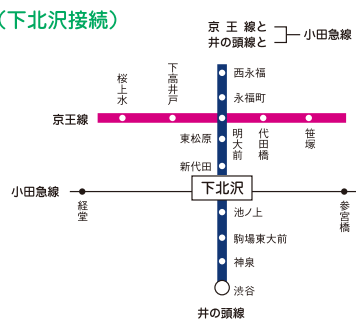 （下北沢接続）
京王線と
井の頭線と
小田急線
西永福
永福町
桜上水
下高井戸
京王線
明大前
代田橋
笹塚
東松原
新代田
下北沢
小田急線
経堂
参宮橋
池ノ上
駒場東大前
神泉
渋谷
井の頭線